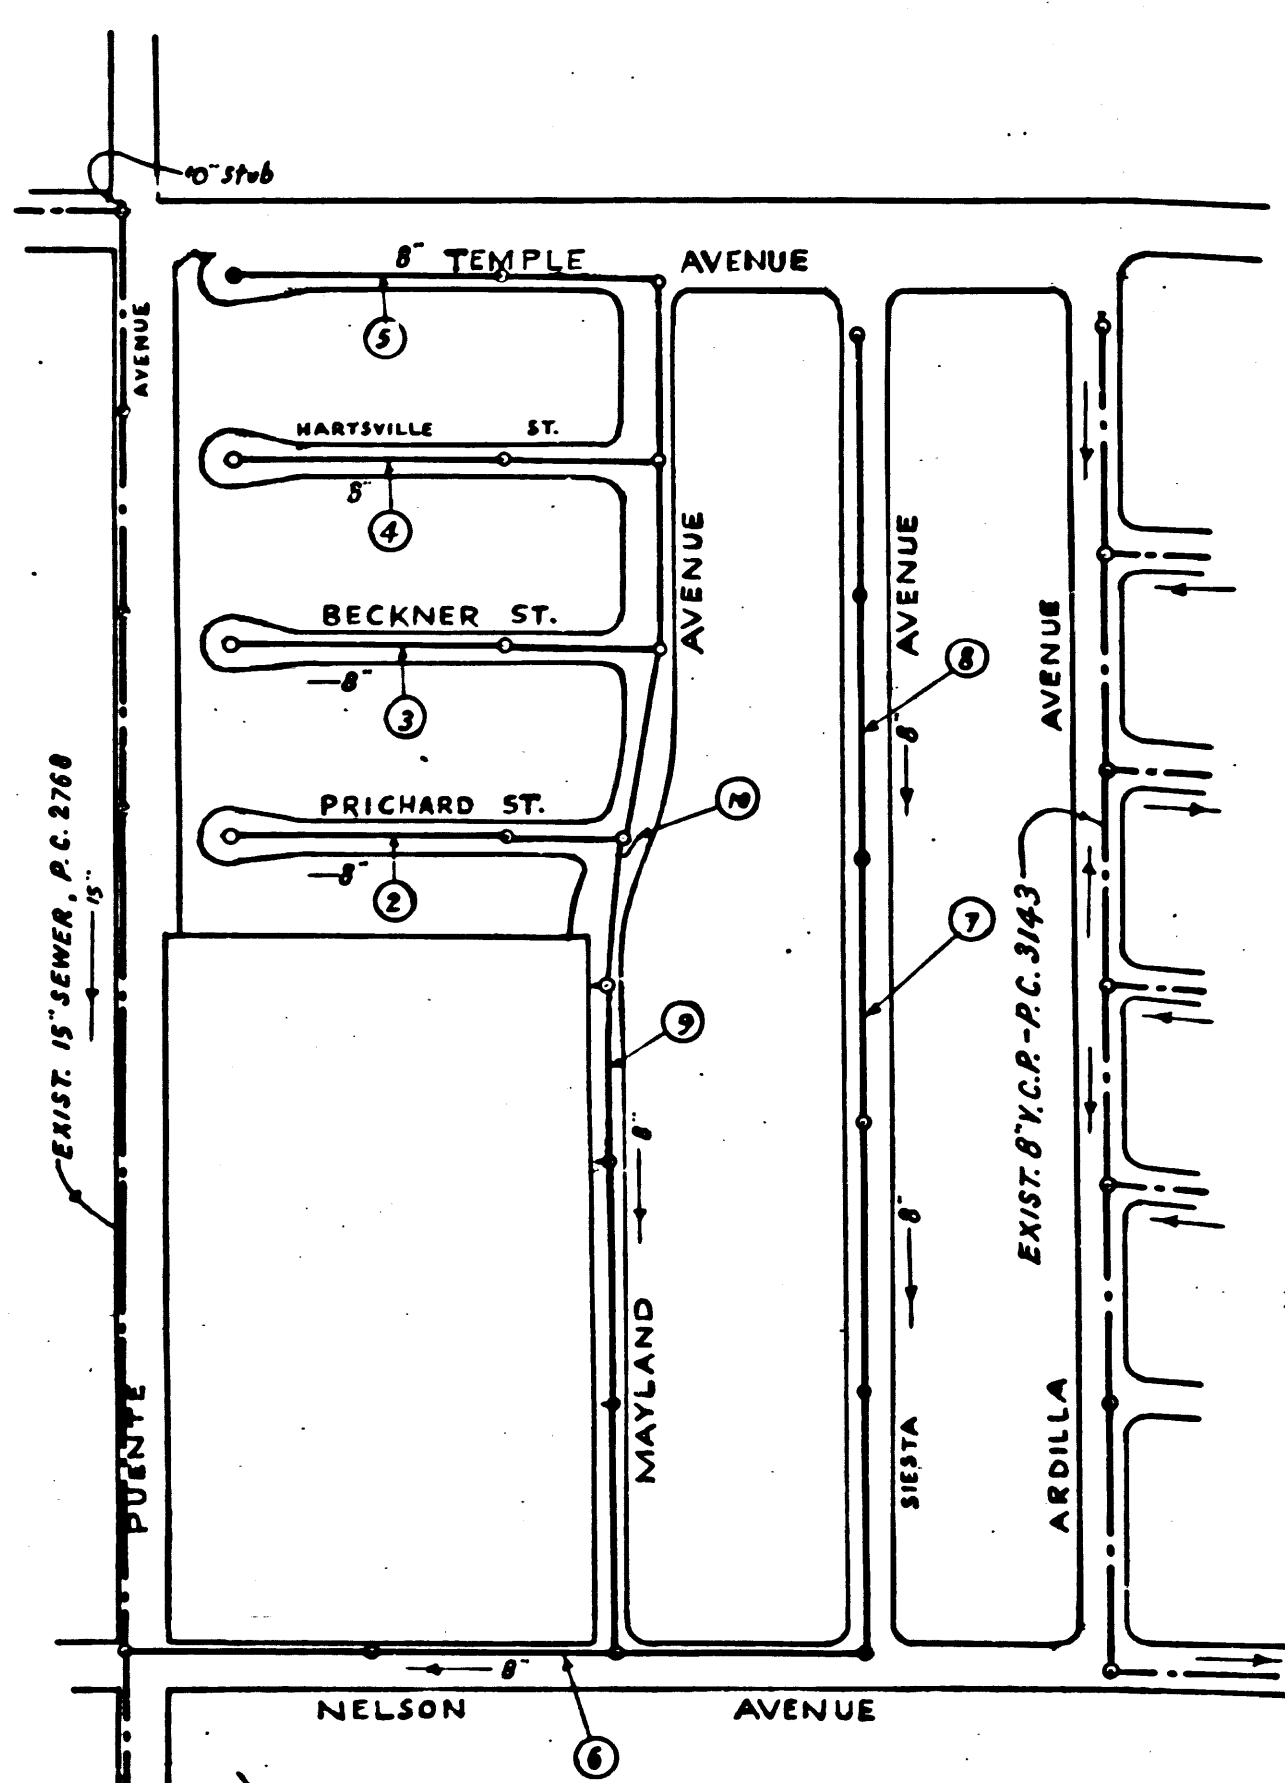 "0" stub
8" TEMPLE AVENUE
AVENUE
5
HARTSVILLE ST.
8"
4
AVENUE
AVENUE
AVENUE
BECKNER ST.
8"
3
8
8"
PRICHARD ST.
8"
2
10
7
EXIST. 15" SEWER, P.C. 2768
15"
EXIST. 8" V.C.P. - P.C. 3143
9
8"
8"
PUENTE
MAYLAND
SIESTA
ARDILLA
8"
NELSON AVENUE
6